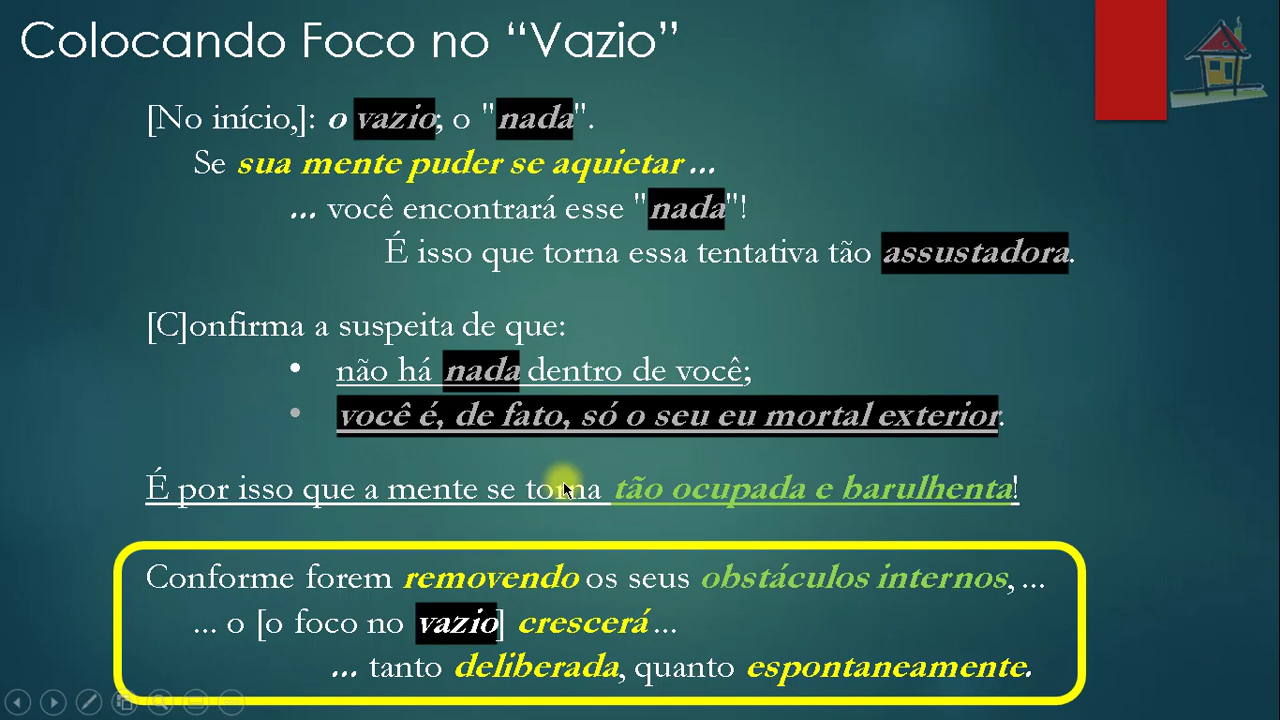 Colocando Foco no “Vazio”
[No início,]: o vazio; o "nada".
Se sua mente puder se aquietar ...
... você encontrará esse "nada"!
É isso que torna essa tentativa tão assustadora.
[C]onfirma a suspeita de que:
• não há nada dentro de você;
• você é, de fato, só o seu eu mortal exterior.
É por isso que a mente se torna tão ocupada e barulhenta!
Conforme forem removendo os seus obstáculos internos, ...
... o [o foco no vazio] crescerá ...
... tanto deliberada, quanto espontaneamente.